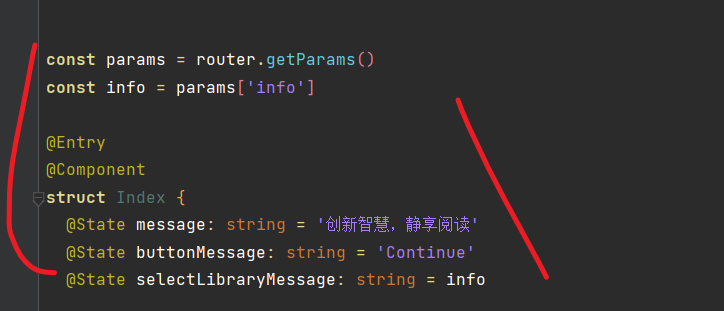 const params = router.getParams()
const info = params['info']
@Entry
@Component
struct Index {
@State message: string = '创新智慧，静享阅读'
@State buttonMessage: string = 'Continue'
@State selectLibraryMessage: string = info